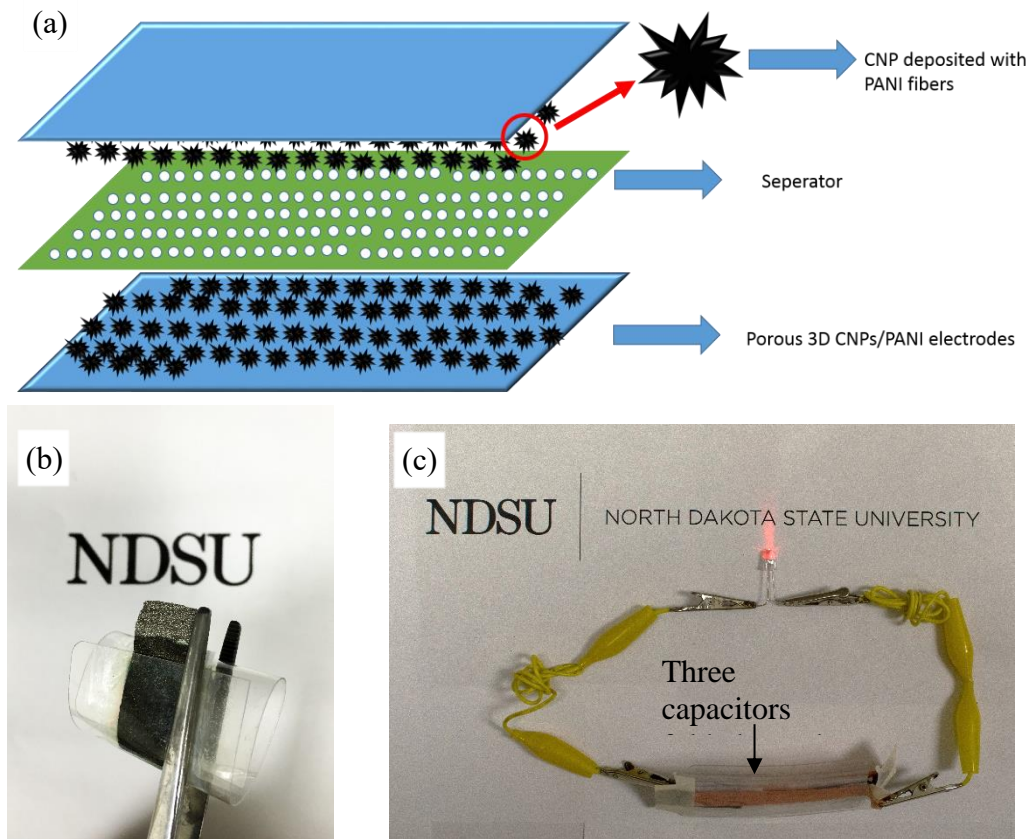 (a)
CNP deposited with
PANI fibers
Seperator
Porous 3D CNPs/PANI electrodes
(b)
NDSU
(c)
NDSU
NORTH DAKOTA STATE UNIVERSITY
Three
capacitors